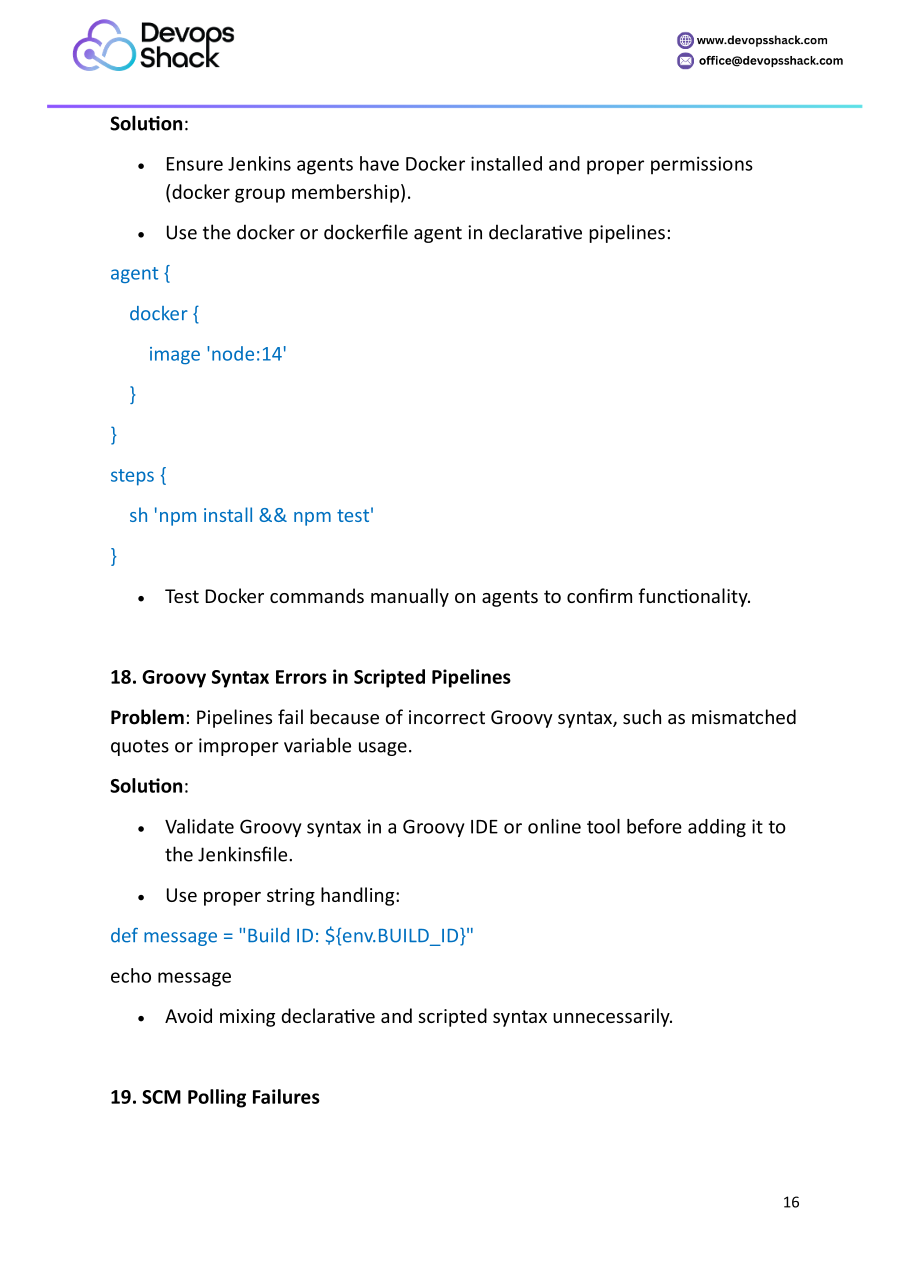 Devops
Shack
www.devopsshack.com
office@devopsshack.com
Solution:
• Ensure Jenkins agents have Docker installed and proper permissions
(docker group membership).
• Use the docker or dockerfile agent in declarative pipelines:
agent {
docker {
image 'node:14'
}
}
steps {
sh 'npm install && npm test'
}
• Test Docker commands manually on agents to confirm functionality.
18. Groovy Syntax Errors in Scripted Pipelines
Problem: Pipelines fail because of incorrect Groovy syntax, such as mismatched
quotes or improper variable usage.
Solution:
• Validate Groovy syntax in a Groovy IDE or online tool before adding it to
the Jenkinsfile.
• Use proper string handling:
def message = "Build ID: ${env.BUILD_ID}"
echo message
• Avoid mixing declarative and scripted syntax unnecessarily.
19. SCM Polling Failures
16